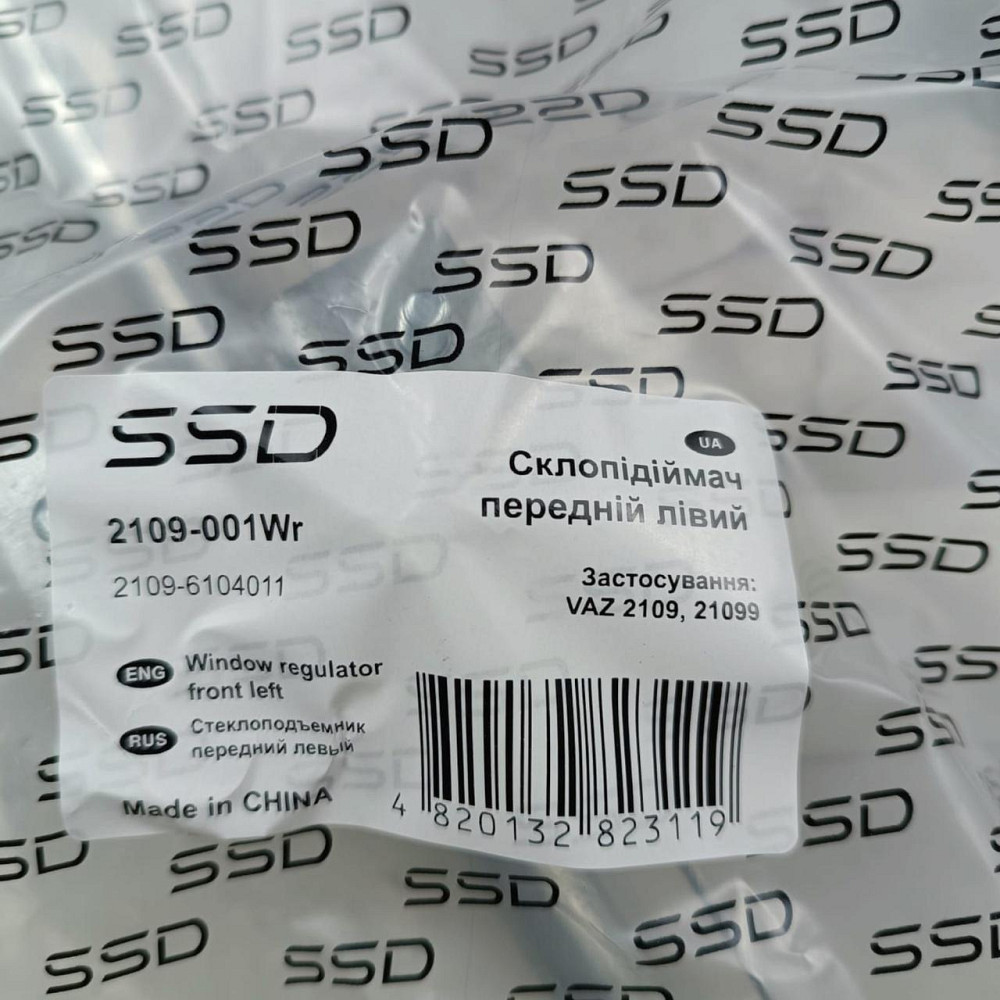 SSD
2109-001Wr
2109-6104011
UA
Склопідіймач
передній лівий
Застосування:
VAZ 2109, 21099
ENG Window regulator
front left
RUS Стеклоподъемник
передний левый
Made in CHINA
4 820132 823119